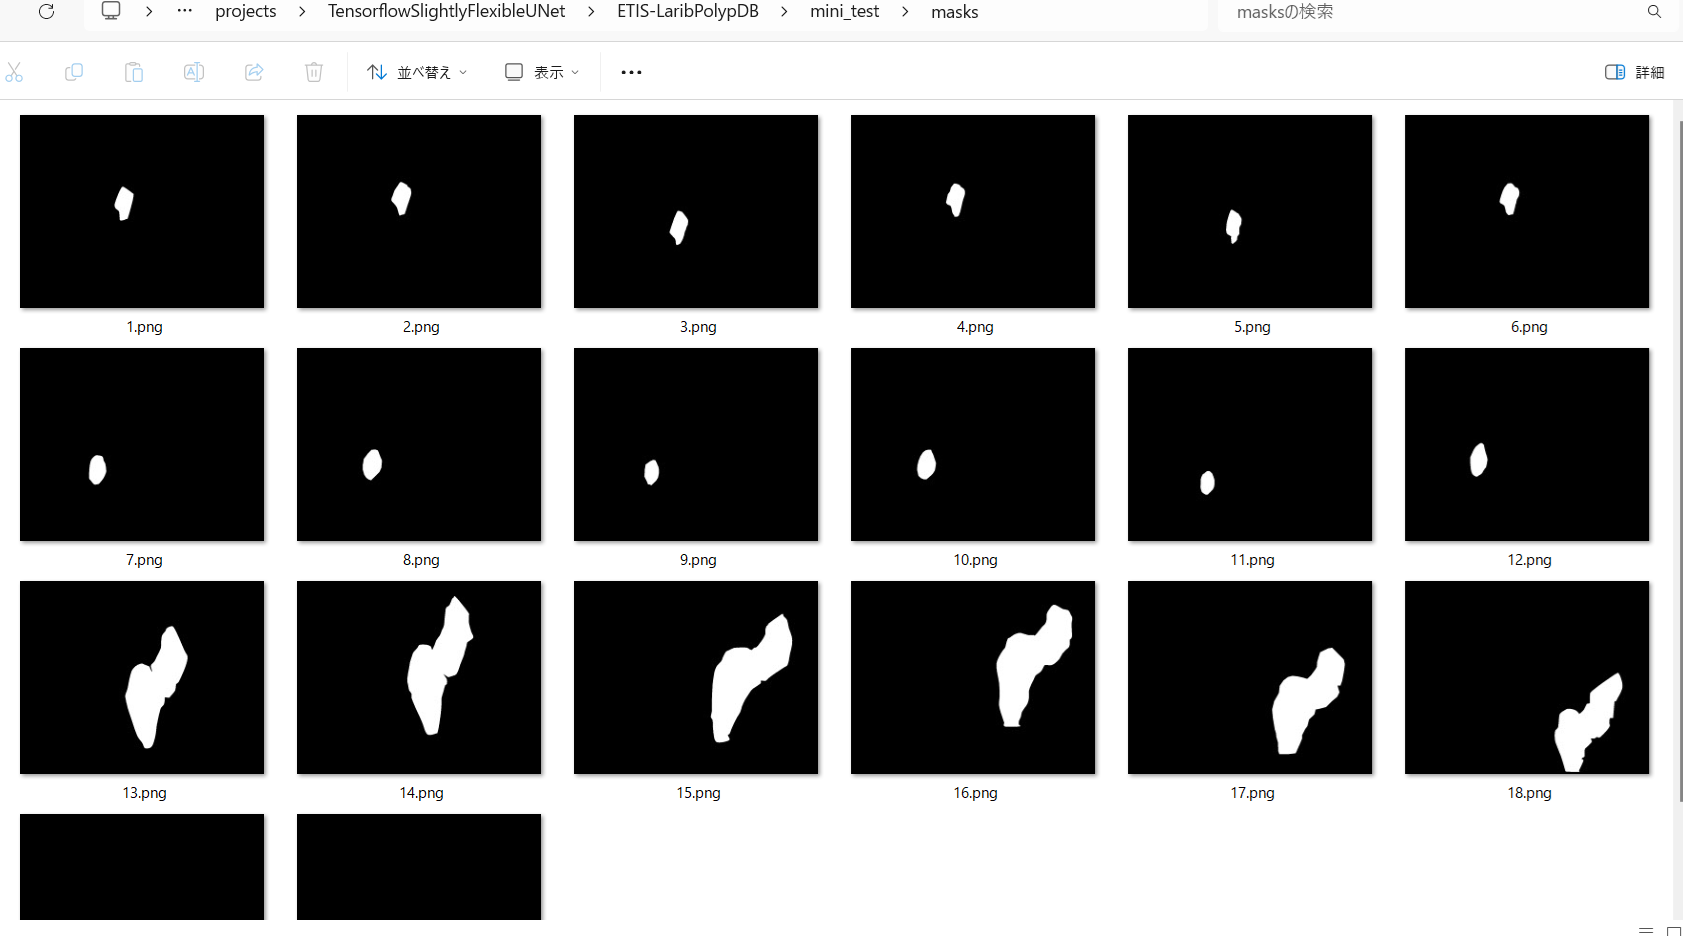 projects > TensorflowSlightlyFlexibleUNet > ETIS-LaribPolypDB > mini_test > masks
masksの検索
並べ替え 表示 詳細
1.png 2.png 3.png 4.png 5.png 6.png
7.png 8.png 9.png 10.png 11.png 12.png
13.png 14.png 15.png 16.png 17.png 18.png